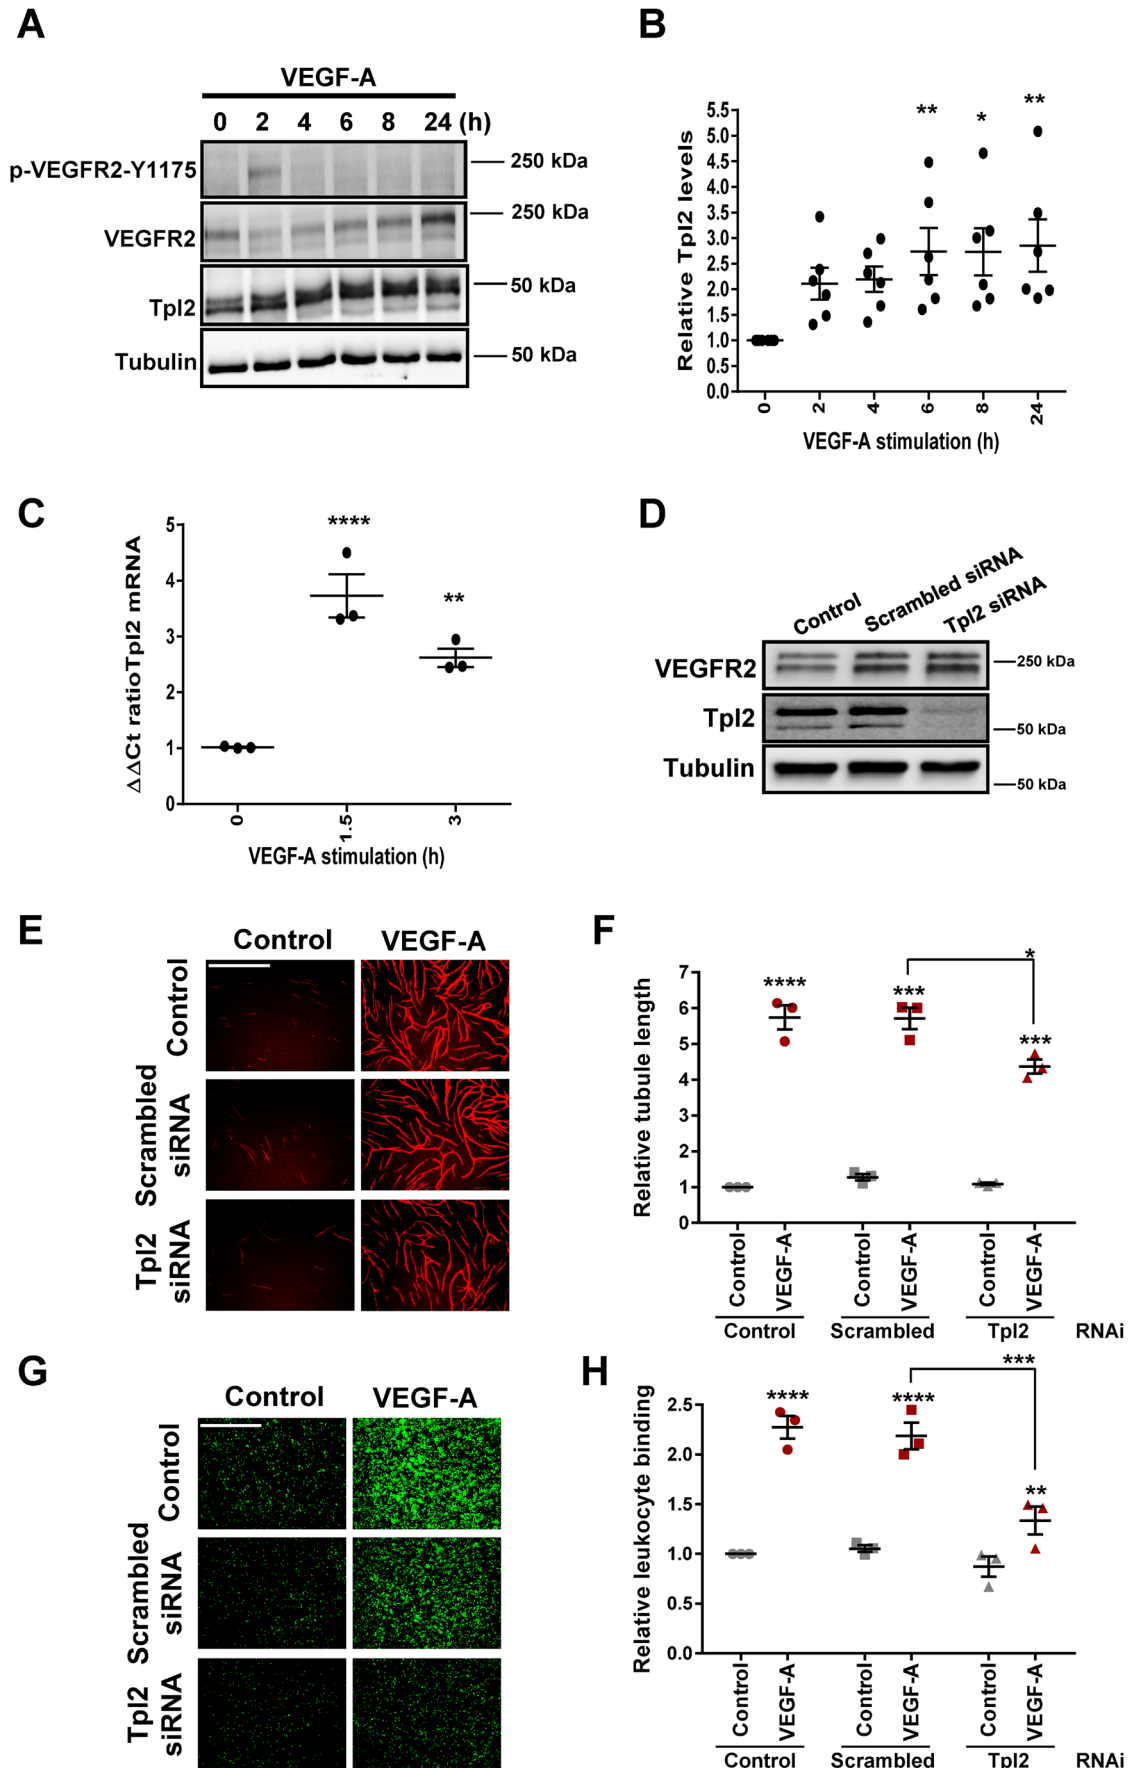 A
VEGF-A
0 2 4 6 8 24 (h)
p-VEGFR2-Y1175
250 kDa
VEGFR2
250 kDa
Tpl2
50 kDa
Tubulin
50 kDa
B
Relative Tpl2 levels
5.5
5.0
4.5
4.0
3.5
3.0
2.5
2.0
1.5
1.0
0.5
0.0
** * **
0 2 4 6 8 24
VEGF-A stimulation (h)
C
ΔΔCt ratioTpl2 mRNA
5
4
3
2
1
0
****
**
0 1.5 3
VEGF-A stimulation (h)
D
Control Scrambled siRNA Tpl2 siRNA
VEGFR2
250 kDa
Tpl2
50 kDa
Tubulin
50 kDa
E
Control VEGF-A
Control
Scrambled
siRNA
Tpl2
siRNA
F
Relative tubule length
7
6
5
4
3
2
1
0
*
**** *** ***
Control VEGF-A Control VEGF-A Control VEGF-A
Control Scrambled Tpl2 RNAi
G
Control VEGF-A
Control
Scrambled
siRNA
Tpl2
siRNA
H
Relative leukocyte binding
2.5
2.0
1.5
1.0
0.5
0.0
***
**** **** **
Control VEGF-A Control VEGF-A Control VEGF-A
Control Scrambled Tpl2 RNAi